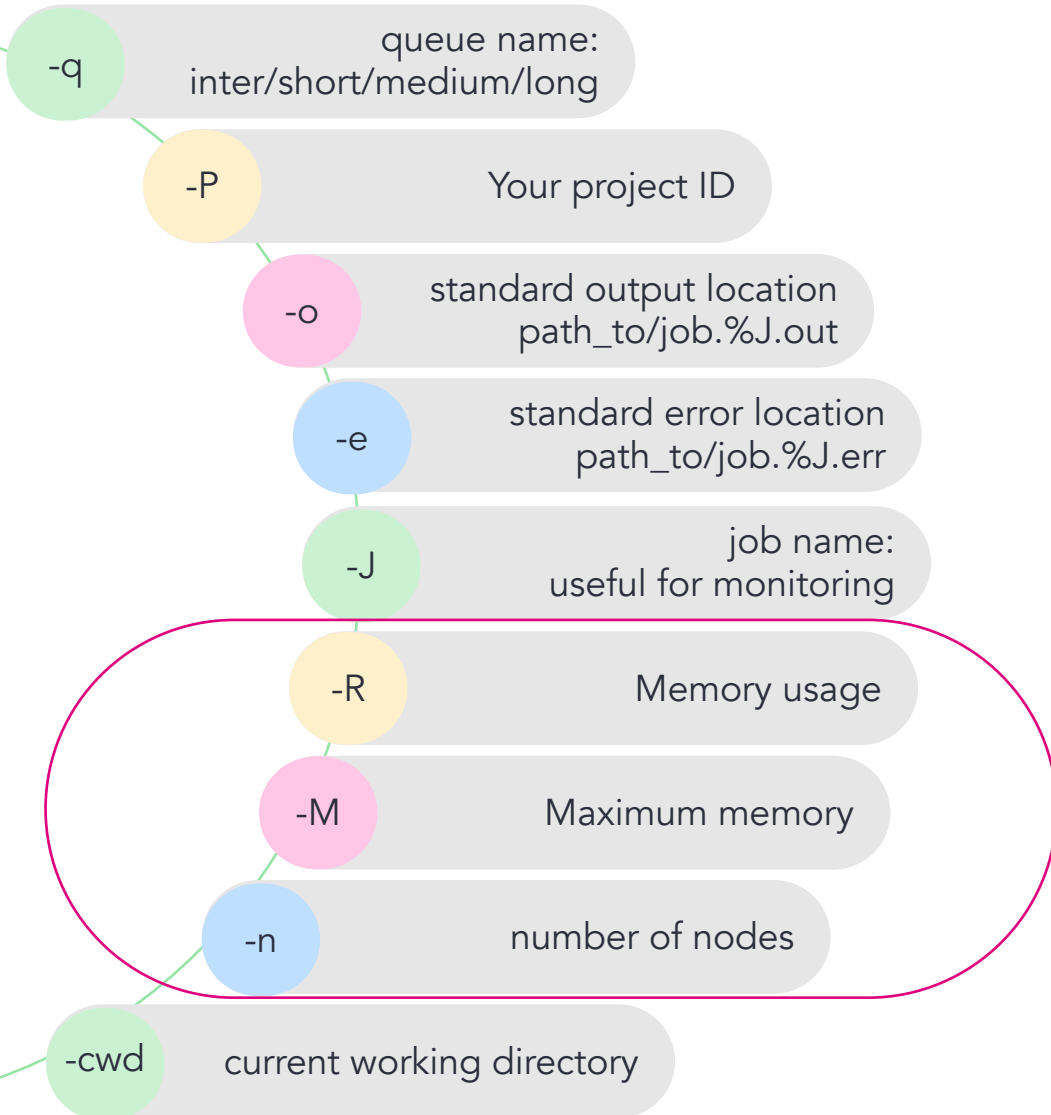 -q
queue name:
inter/short/medium/long
-P
Your project ID
-o
standard output location
path_to/job.%J.out
-e
standard error location
path_to/job.%J.err
-J
job name:
useful for monitoring
-R
Memory usage
-M
Maximum memory
-n
number of nodes
-cwd
current working directory